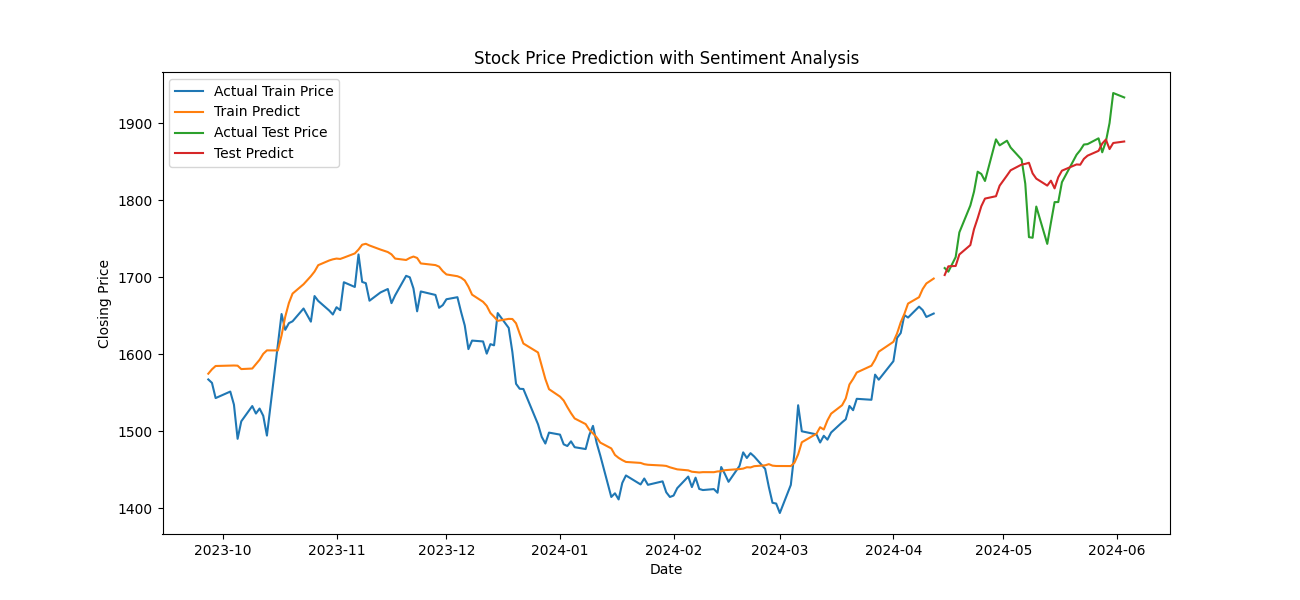 Stock Price Prediction with Sentiment Analysis
Actual Train Price
Train Predict
Actual Test Price
Test Predict
Closing Price
1900
1800
1700
1600
1500
1400
2023-10
2023-11
2023-12
2024-01
2024-02
2024-03
2024-04
2024-05
2024-06
Date